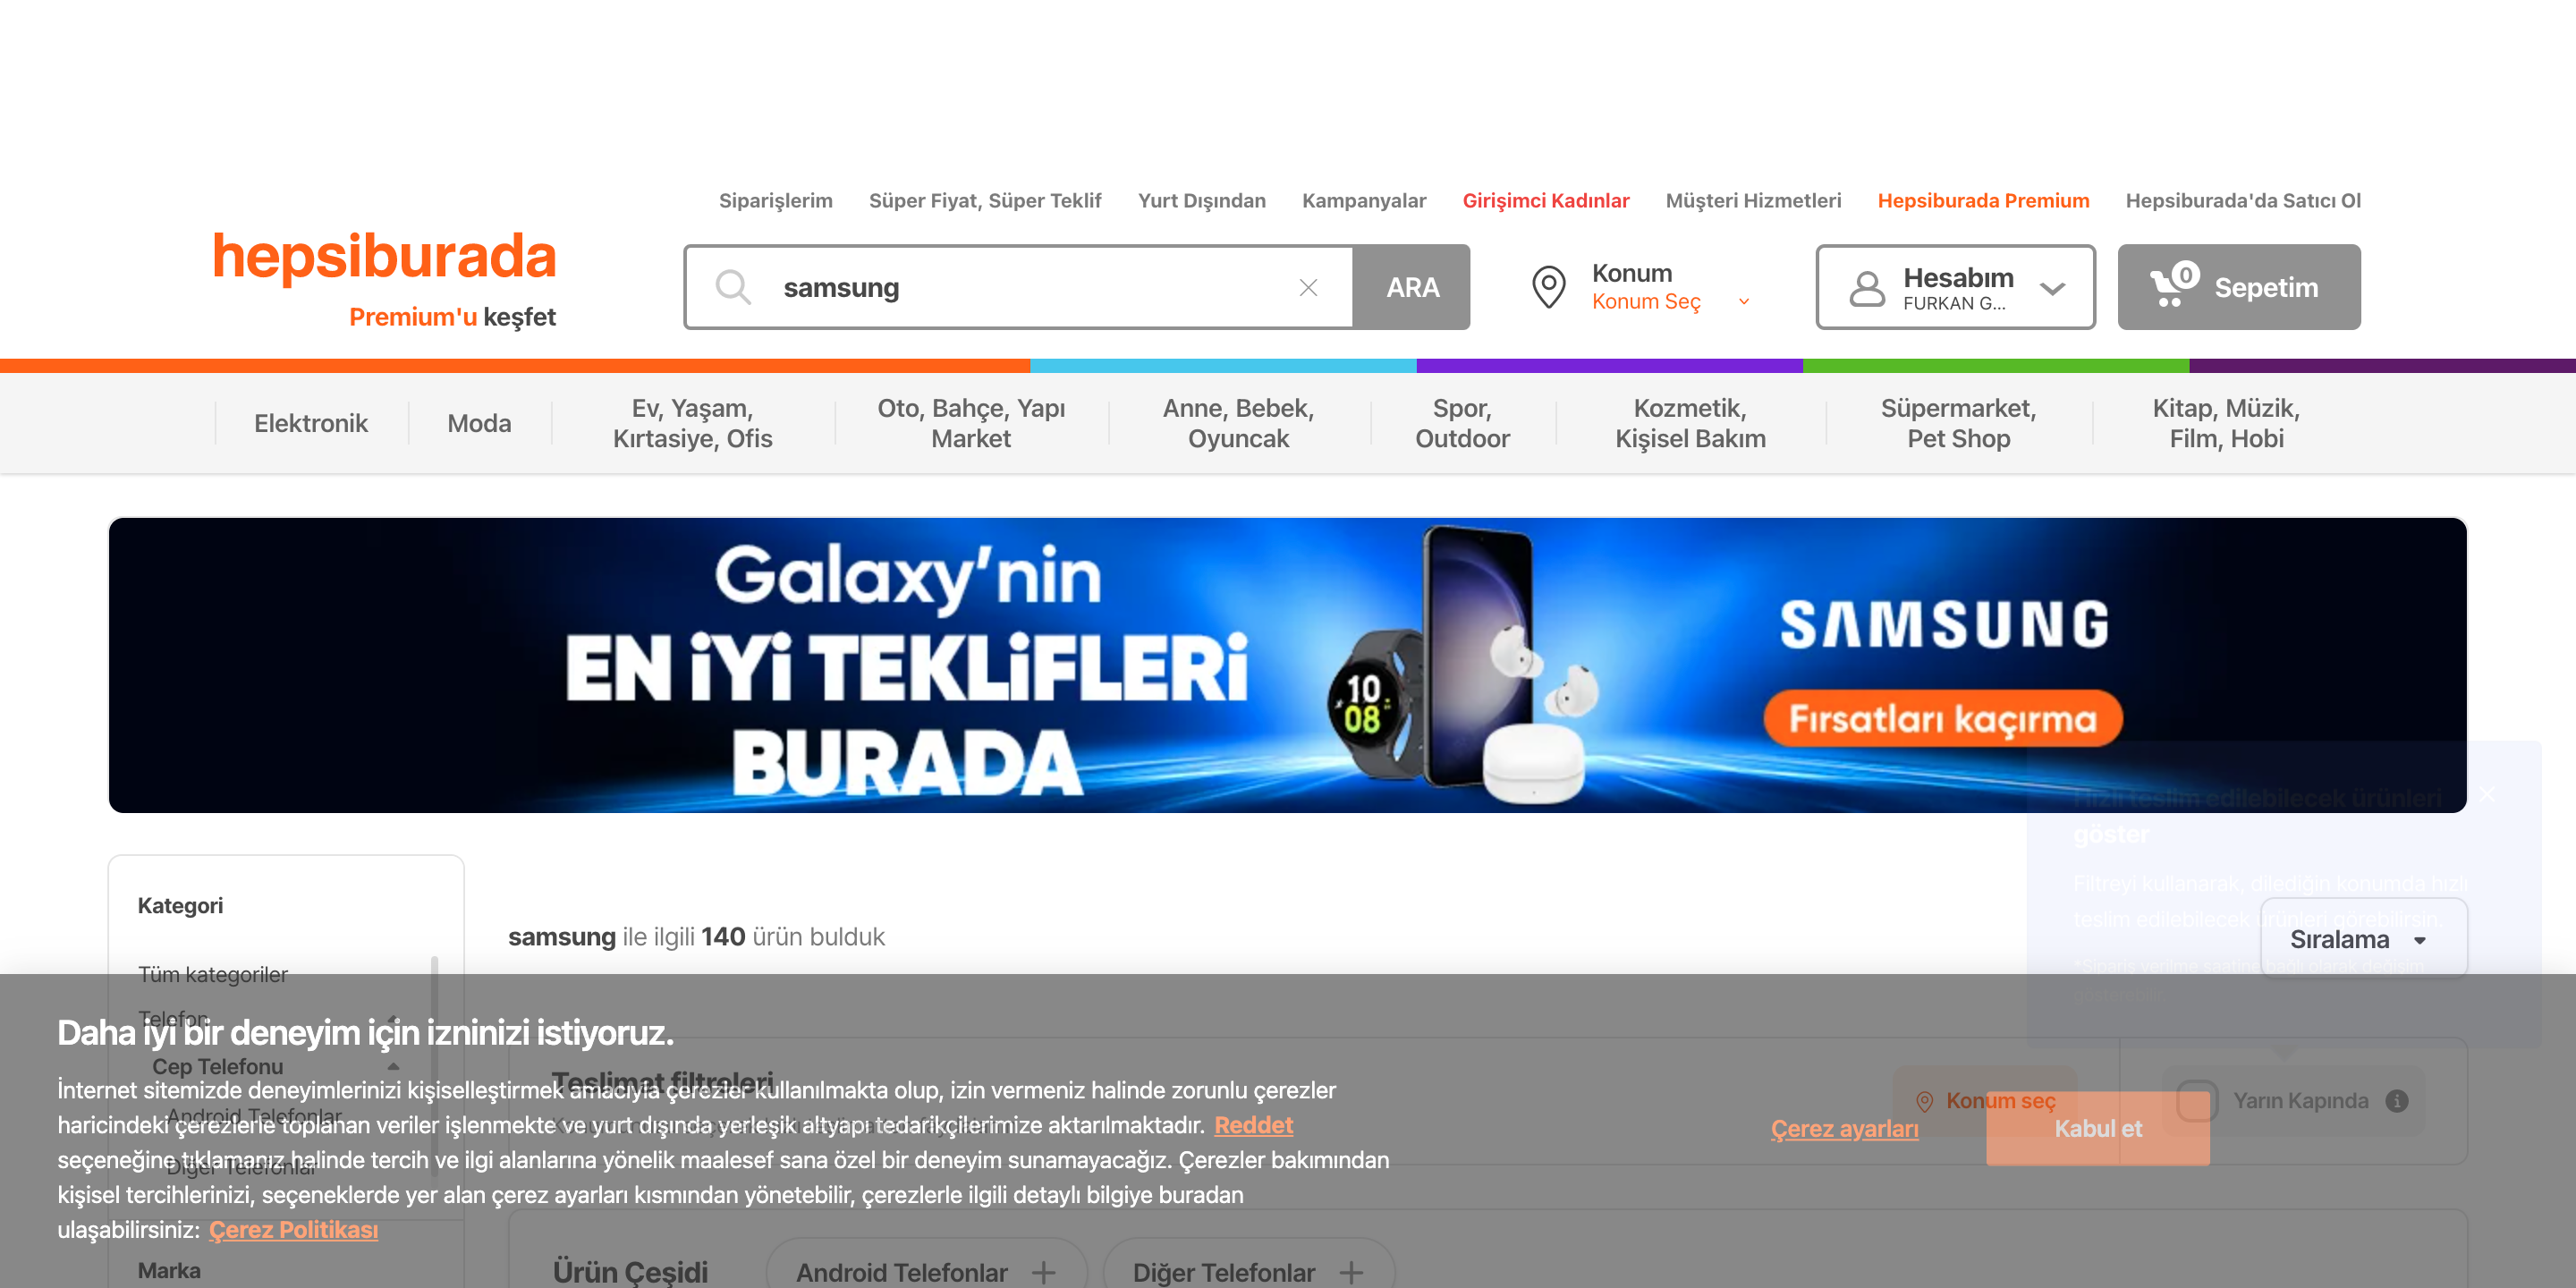 Siparişlerim Süper Fiyat, Süper Teklif Yurt Dışından Kampanyalar Girişimci Kadınlar Müşteri Hizmetleri Hepsiburada Premium Hepsiburada'da Satıcı Ol
hepsiburada
Premium'u keşfet
samsung
ARA
Konum
Konum Seç
Hesabım
FURKAN G...
0
Sepetim
Elektronik
Moda
Ev, Yaşam,
Kırtasiye, Ofis
Oto, Bahçe, Yapı
Market
Anne, Bebek,
Oyuncak
Spor,
Outdoor
Kozmetik,
Kişisel Bakım
Süpermarket,
Pet Shop
Kitap, Müzik,
Film, Hobi
Galaxy'nin
EN İYİ TEKLİFLERİ
BURADA
10
08
SAMSUNG
Fırsatları kaçırma
Hızlı teslim edilebilecek ürünleri
göster
Filtreyi kullanarak, dilediğin konumda hızlı
teslim edilebilecek ürünleri görebilirsin.
*Sipariş verilme saatine bağlı olarak değişim
gösterebilir.
Kategori
Tüm kategoriler
Telefon
Cep Telefonu
Android Telefonlar
Diğer Telefonlar
Marka
samsung ile ilgili 140 ürün bulduk
Sıralama
Teslimat filtreleri
Konum seç
Yarın Kapında
Ürün Çeşidi
Android Telefonlar
Diğer Telefonlar
Daha iyi bir deneyim için izninizi istiyoruz.
İnternet sitemizde deneyimlerinizi kişiselleştirmek amacıyla çerezler kullanılmakta olup, izin vermeniz halinde zorunlu çerezler
haricindeki çerezlerle toplanan veriler işlenmekte ve yurt dışında yerleşik altyapı tedarikçilerimize aktarılmaktadır. Reddet
seçeneğine tıklamanız halinde tercih ve ilgi alanlarına yönelik maalesef sana özel bir deneyim sunamayacağız. Çerezler bakımından
kişisel tercihlerinizi, seçeneklerde yer alan çerez ayarları kısmından yönetebilir, çerezlerle ilgili detaylı bilgiye buradan
ulaşabilirsiniz: Çerez Politikası
Çerez ayarları
Kabul et